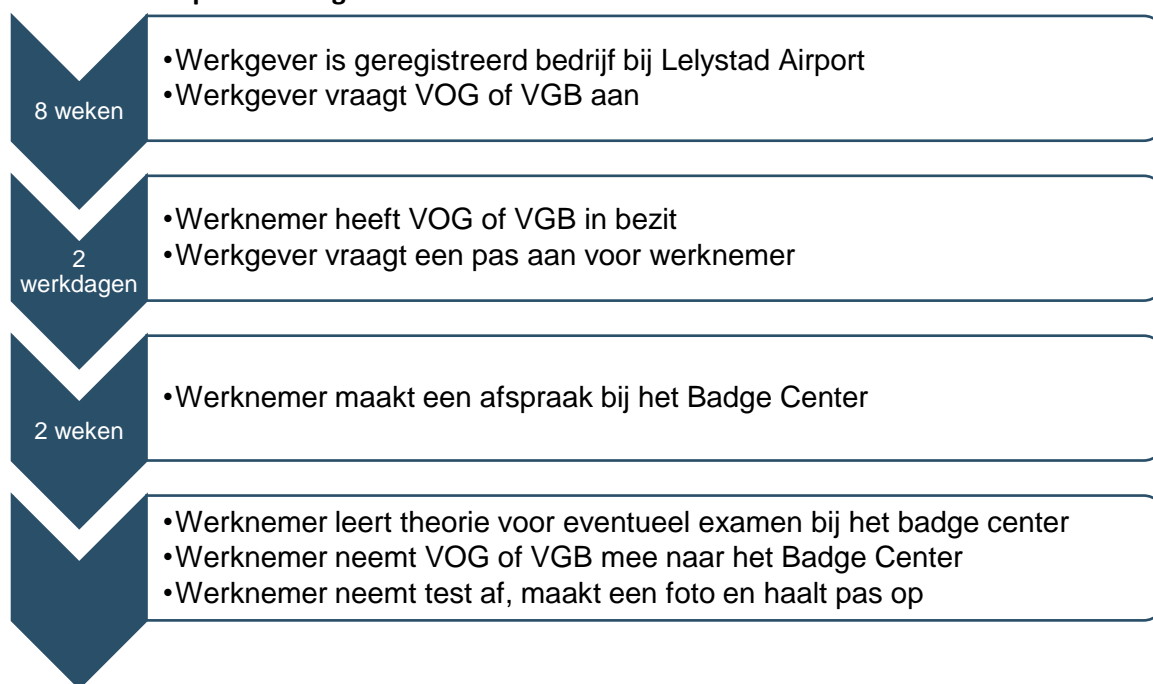 8 weken
•Werkgever is geregistreerd bedrijf bij Lelystad Airport
•Werkgever vraagt VOG of VGB aan
2
werkdagen
•Werknemer heeft VOG of VGB in bezit
•Werkgever vraagt een pas aan voor werknemer
2 weken
•Werknemer maakt een afspraak bij het Badge Center
•Werknemer leert theorie voor eventueel examen bij het badge center
•Werknemer neemt VOG of VGB mee naar het Badge Center
•Werknemer neemt test af, maakt een foto en haalt pas op